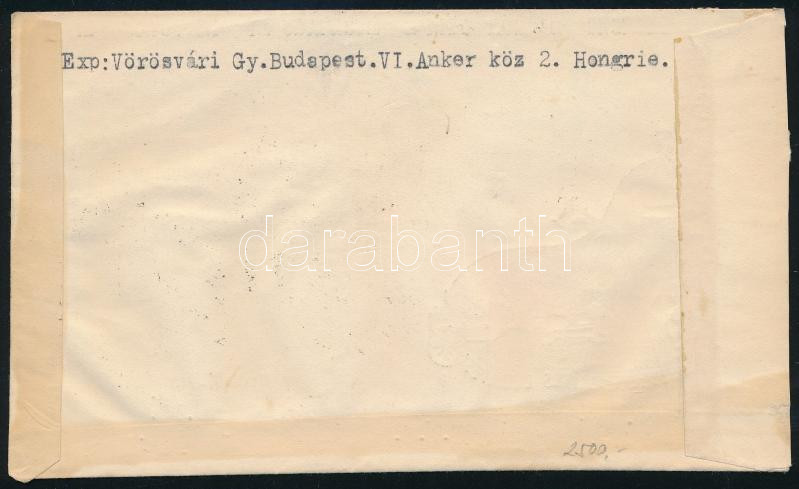 Exp:Vörösvári Gy.Budapest.VI.Anker köz 2. Hongrie.
darabanth
2500,-